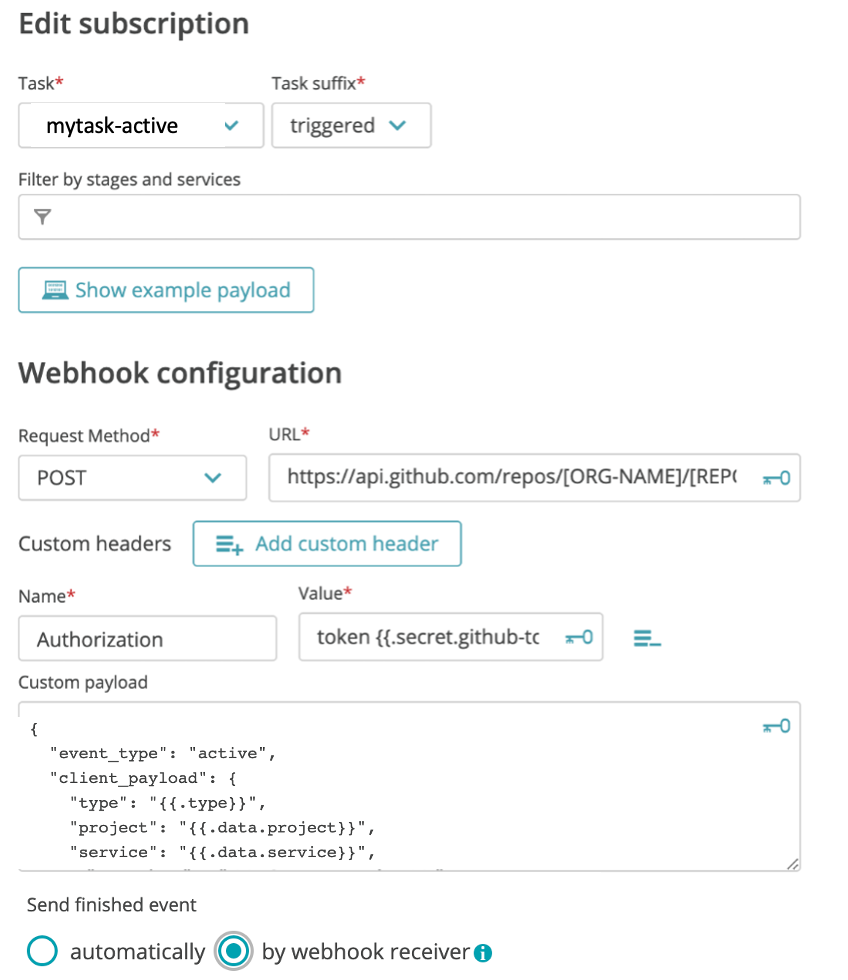 Edit subscription
Task* Task suffix*
mytask-active triggered
Filter by stages and services
Show example payload
Webhook configuration
Request Method* URL*
POST https://api.github.com/repos/[ORG-NAME]/[REPO
Custom headers Add custom header
Name* Value*
Authorization token {{.secret.github-to
Custom payload
{
"event_type": "active",
"client_payload": {
"type": "{{.type}}",
"project": "{{.data.project}}",
"service": "{{.data.service}}",
Send finished event
automatically by webhook receiver